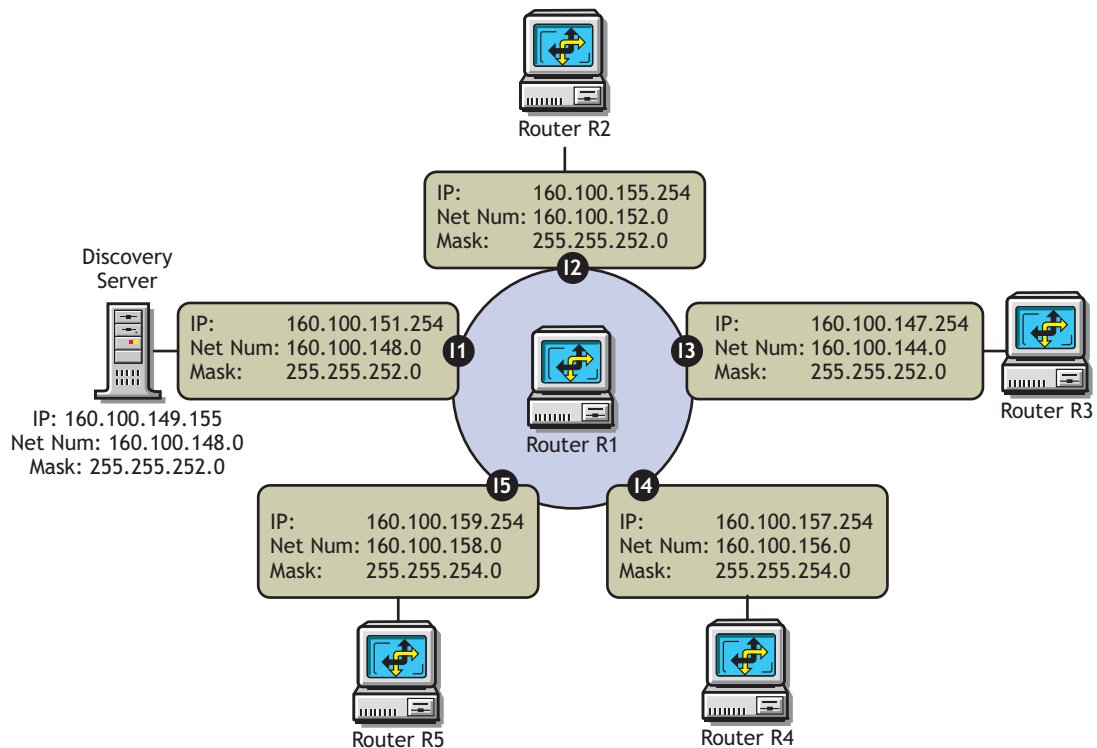 Router R2
IP: 160.100.155.254
Net Num: 160.100.152.0
Mask: 255.255.252.0
I2
Discovery
Server
IP: 160.100.151.254
Net Num: 160.100.148.0
Mask: 255.255.252.0
I1
IP: 160.100.149.155
Net Num: 160.100.148.0
Mask: 255.255.252.0
Router R1
I3
IP: 160.100.147.254
Net Num: 160.100.144.0
Mask: 255.255.252.0
Router R3
I5
IP: 160.100.159.254
Net Num: 160.100.158.0
Mask: 255.255.254.0
Router R5
I4
IP: 160.100.157.254
Net Num: 160.100.156.0
Mask: 255.255.254.0
Router R4